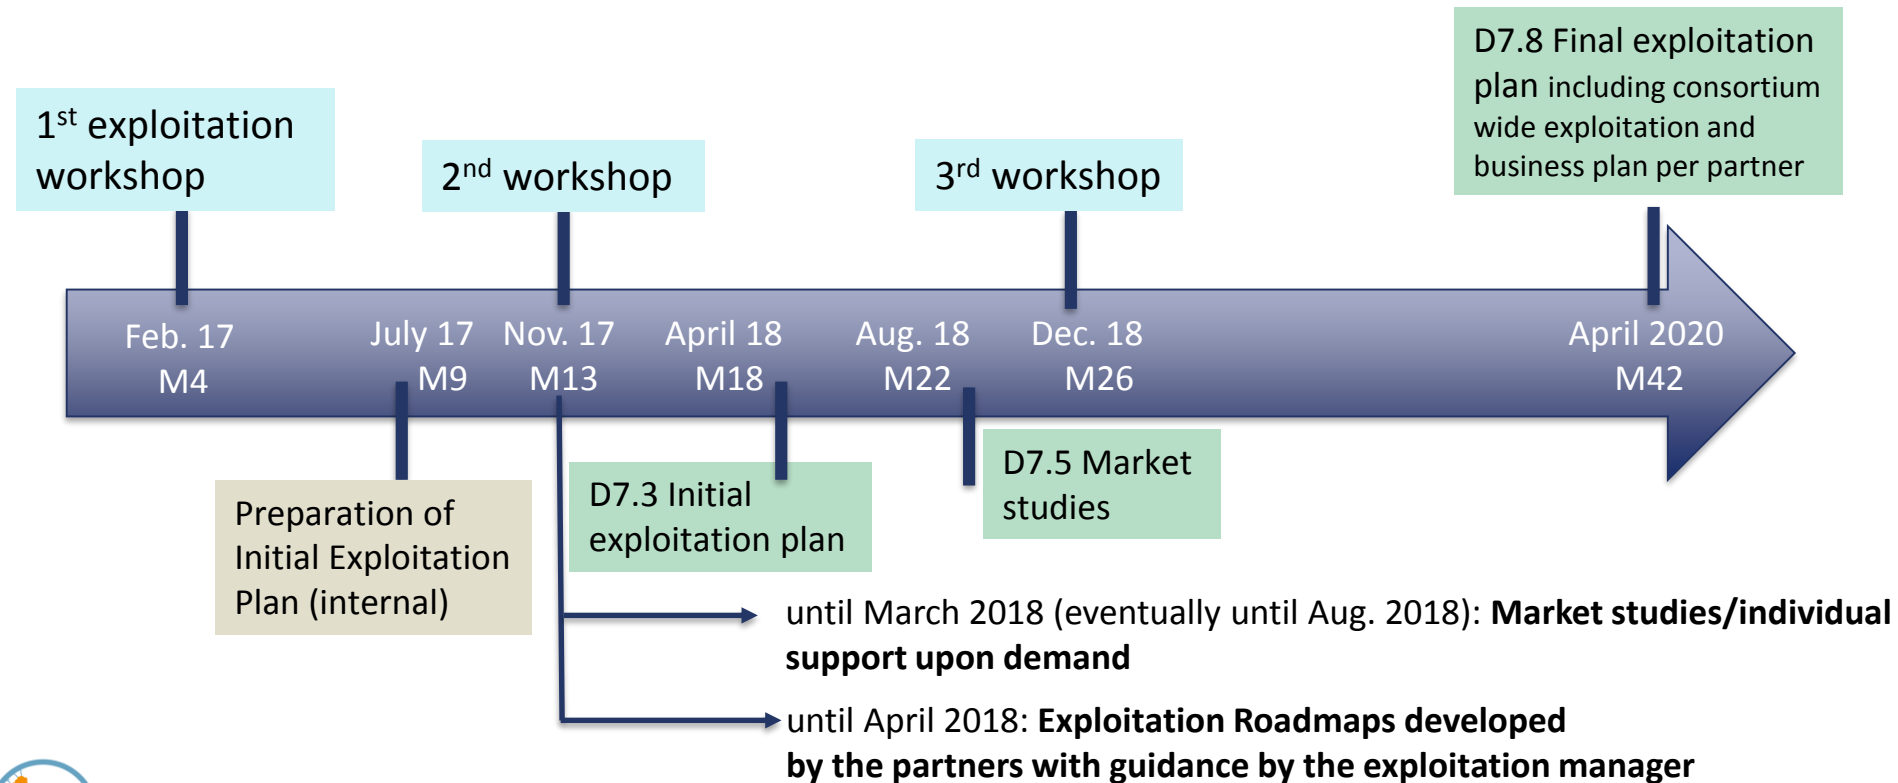 D7.8 Final exploitation
plan including consortium
wide exploitation and
business plan per partner
1st exploitation
workshop
2nd workshop
3rd workshop
Feb. 17
M4
July 17
M9
Nov. 17
M13
April 18
M18
Aug. 18
M22
Dec. 18
M26
April 2020
M42
Preparation of
Initial Exploitation
Plan (internal)
D7.3 Initial
exploitation plan
D7.5 Market
studies
until March 2018 (eventually until Aug. 2018): Market studies/individual
support upon demand
until April 2018: Exploitation Roadmaps developed
by the partners with guidance by the exploitation manager